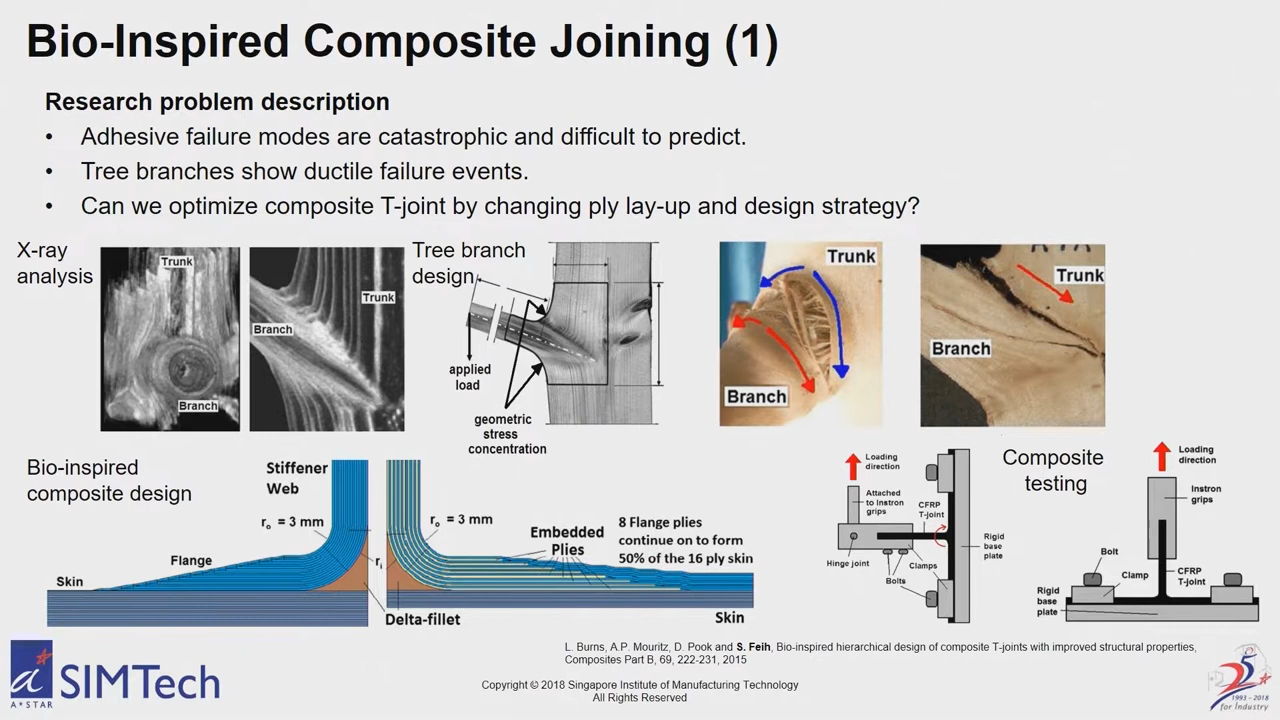 Bio-Inspired Composite Joining (1)
Research problem description
• Adhesive failure modes are catastrophic and difficult to predict.
• Tree branches show ductile failure events.
• Can we optimize composite T-joint by changing ply lay-up and design strategy?
X-ray
analysis
Trunk
Branch
Trunk
Branch
Tree branch
design
applied
load
geometric
stress
concentration
Trunk
Branch
Trunk
Branch
Bio-inspired
composite design
Stiffener
Web
ro = 3 mm
Flange
Skin
ri
ro = 3 mm
Embedded
Plies
8 Flange plies
continue on to form
50% of the 16 ply skin
Delta-fillet
Skin
Loading
direction
Attached
to Instron
grips
CFRP
T-joint
Hinge joint
Bolts
Clamps
Rigid
base
plate
Composite
testing
Loading
direction
Instron
grips
Bolt
Clamp
CFRP
T-joint
Rigid
base
plate
L. Burns, A.P. Mouritz, D. Pook and S. Feih, Bio-inspired hierarchical design of composite T-joints with improved structural properties,
Composites Part B, 69, 222-231, 2015
Copyright © 2018 Singapore Institute of Manufacturing Technology
All Rights Reserved
a
A★STAR
SIMTech
25
1993 - 2018
for Industry